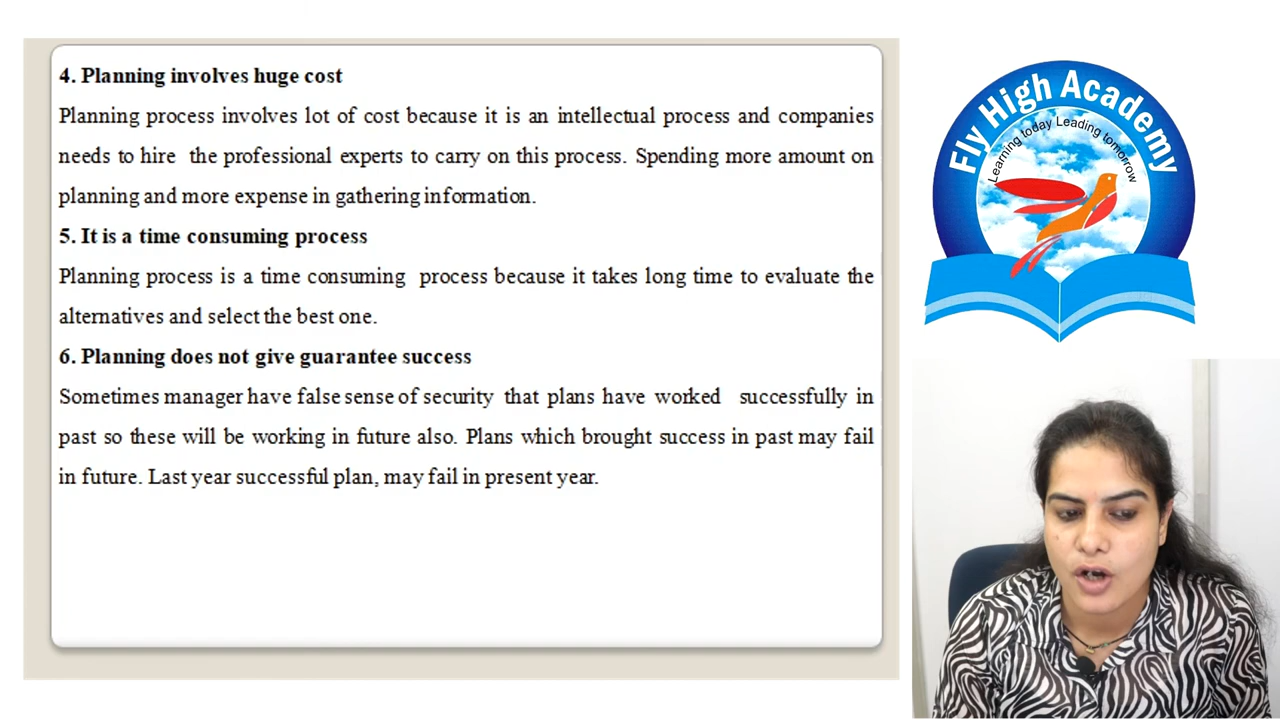 4. Planning involves huge cost
Planning process involves lot of cost because it is an intellectual process and companies
needs to hire the professional experts to carry on this process. Spending more amount on
planning and more expense in gathering information.
5. It is a time consuming process
Planning process is a time consuming process because it takes long time to evaluate the
alternatives and select the best one.
6. Planning does not give guarantee success
Sometimes manager have false sense of security that plans have worked successfully in
past so these will be working in future also. Plans which brought success in past may fail
in future. Last year successful plan, may fail in present year.
Fly High Academy
Learning today Leading tomorrow